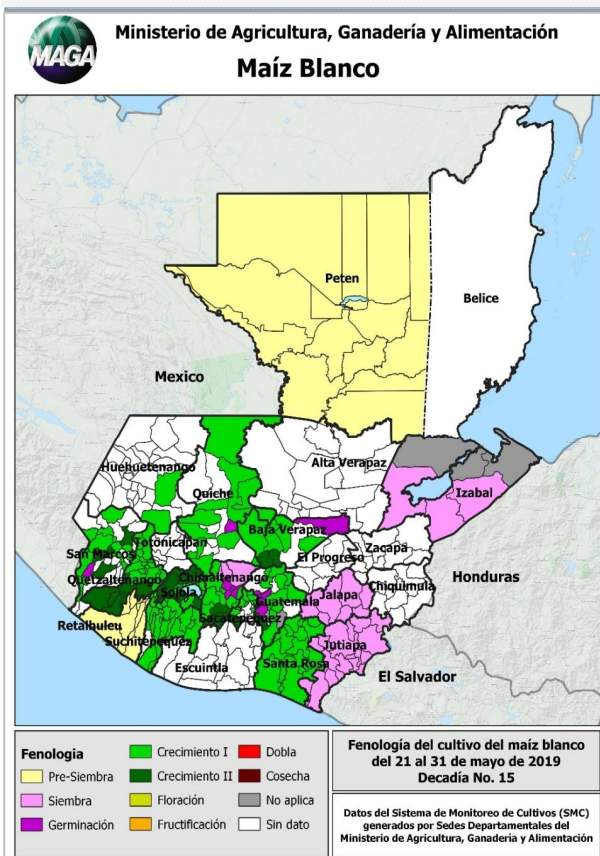 MAGA
Ministerio de Agricultura, Ganadería y Alimentación
Maíz Blanco
Peten
Belice
Mexico
Alta Verapaz
Huehuetenango
Izabal
Quiche
Baja Verapaz
Zacapa
San Marcos
Totonicapan
El Progreso
Quetzaltenango
Chimaltenango
Chiquimula
Honduras
Solola
Guatemala
Jalapa
Retalhuleu
Sacatepequez
Suchitepequez
Jutiapa
Escuintla
Santa Rosa
El Salvador
Fenologia
Pre-Siembra
Siembra
Germinación
Crecimiento I
Crecimiento II
Floración
Fructificación
Dobla
Cosecha
No aplica
Sin dato
Fenología del cultivo del maíz blanco
del 21 al 31 de mayo de 2019
Decadía No. 15
Datos del Sistema de Monitoreo de Cultivos (SMC)
generados por Sedes Departamentales del
Ministerio de Agricultura, Ganadería y Alimentación